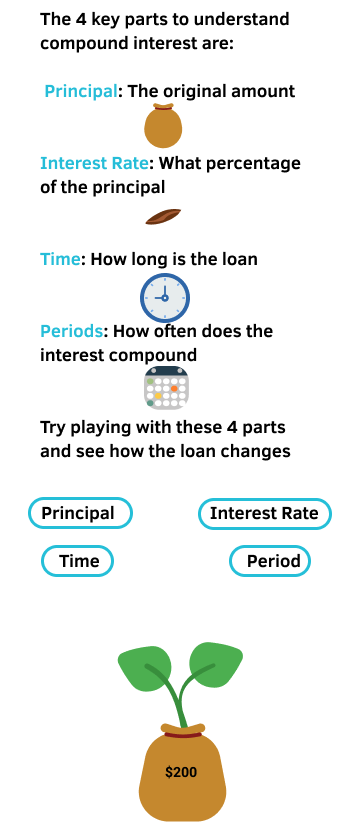 The 4 key parts to understand
compound interest are:
Principal: The original amount
Interest Rate: What percentage
of the principal
Time: How long is the loan
Periods: How often does the
interest compound
Try playing with these 4 parts
and see how the loan changes
Principal
Interest Rate
Time
Period
$200